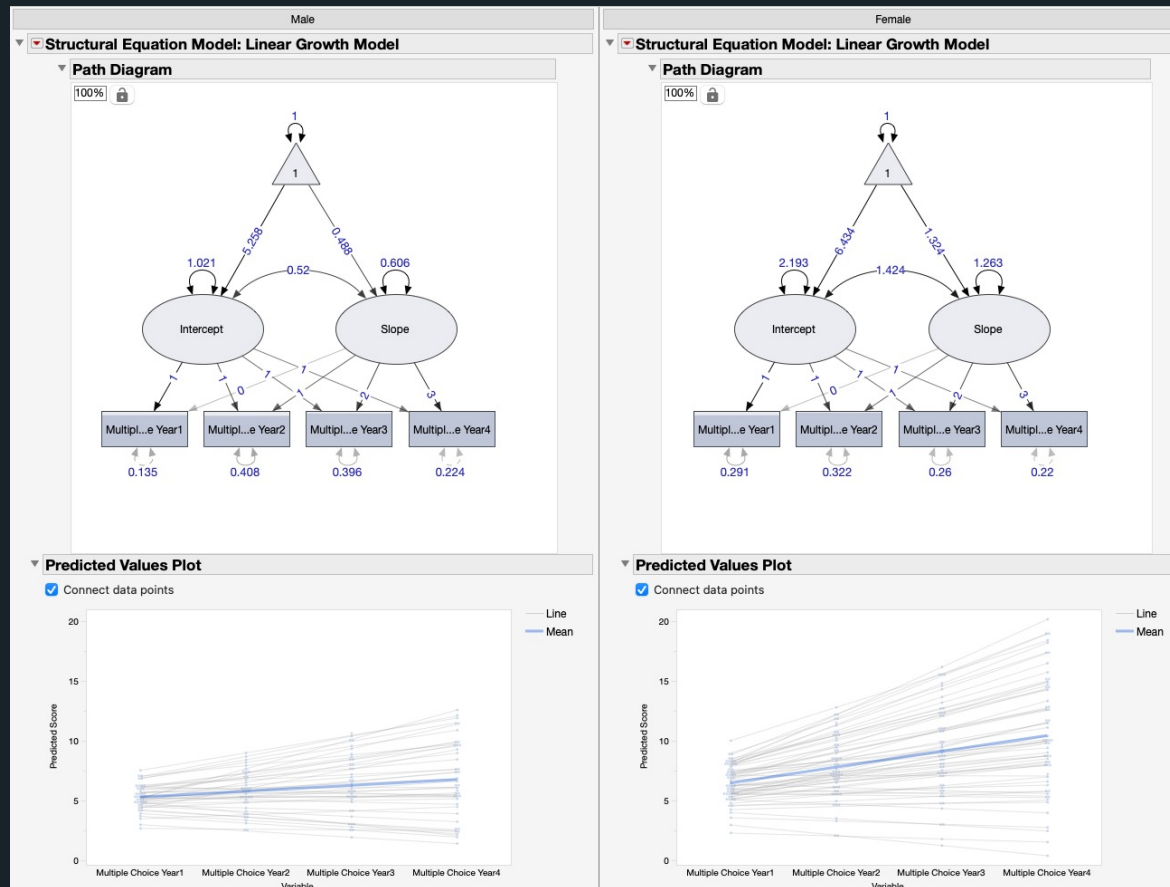 Male
Structural Equation Model: Linear Growth Model
Path Diagram
100%
1
1
5.258
0.488
1.021
0.52
0.606
Intercept
Slope
1
1
0
1
1
1
2
3
Multipl...e Year1
Multipl...e Year2
Multipl...e Year3
Multipl...e Year4
0.135
0.408
0.396
0.224
Predicted Values Plot
Connect data points
Line
Mean
20
15
10
5
0
Predicted Score
Multiple Choice Year1
Multiple Choice Year2
Multiple Choice Year3
Multiple Choice Year4
Variable
Female
Structural Equation Model: Linear Growth Model
Path Diagram
100%
1
1
6.434
1.324
2.193
1.424
1.263
Intercept
Slope
1
1
0
1
1
1
2
3
Multipl...e Year1
Multipl...e Year2
Multipl...e Year3
Multipl...e Year4
0.291
0.322
0.26
0.22
Predicted Values Plot
Connect data points
Line
Mean
20
15
10
5
0
Predicted Score
Multiple Choice Year1
Multiple Choice Year2
Multiple Choice Year3
Multiple Choice Year4
Variable